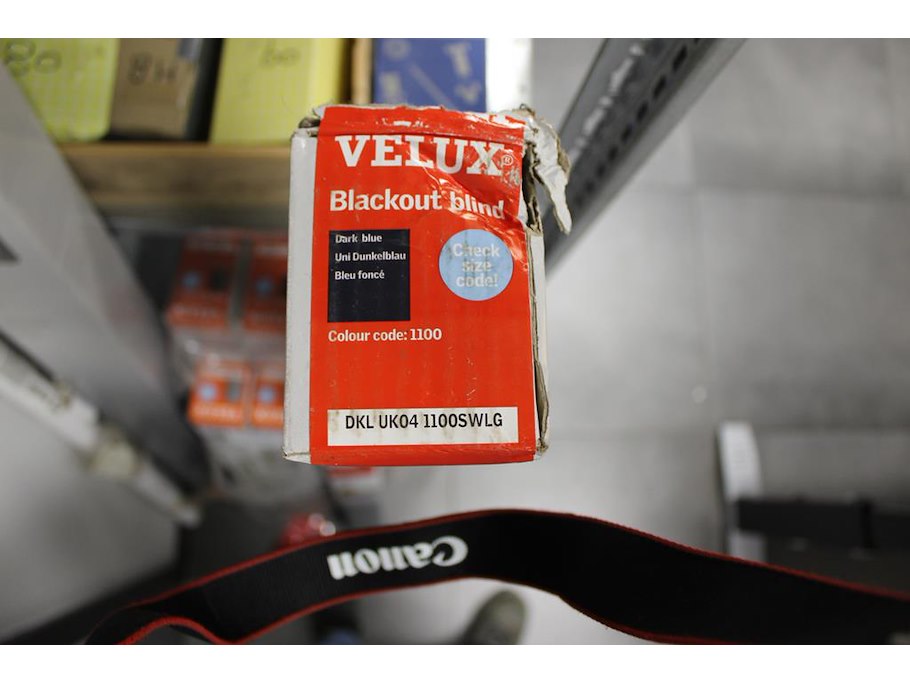 80
VELUX®
Blackout blind
Dark blue
Uni Dunkelblau
Bleu foncé
Check
size
code!
Colour code: 1100
DKL UK04 1100SWLG
Canon